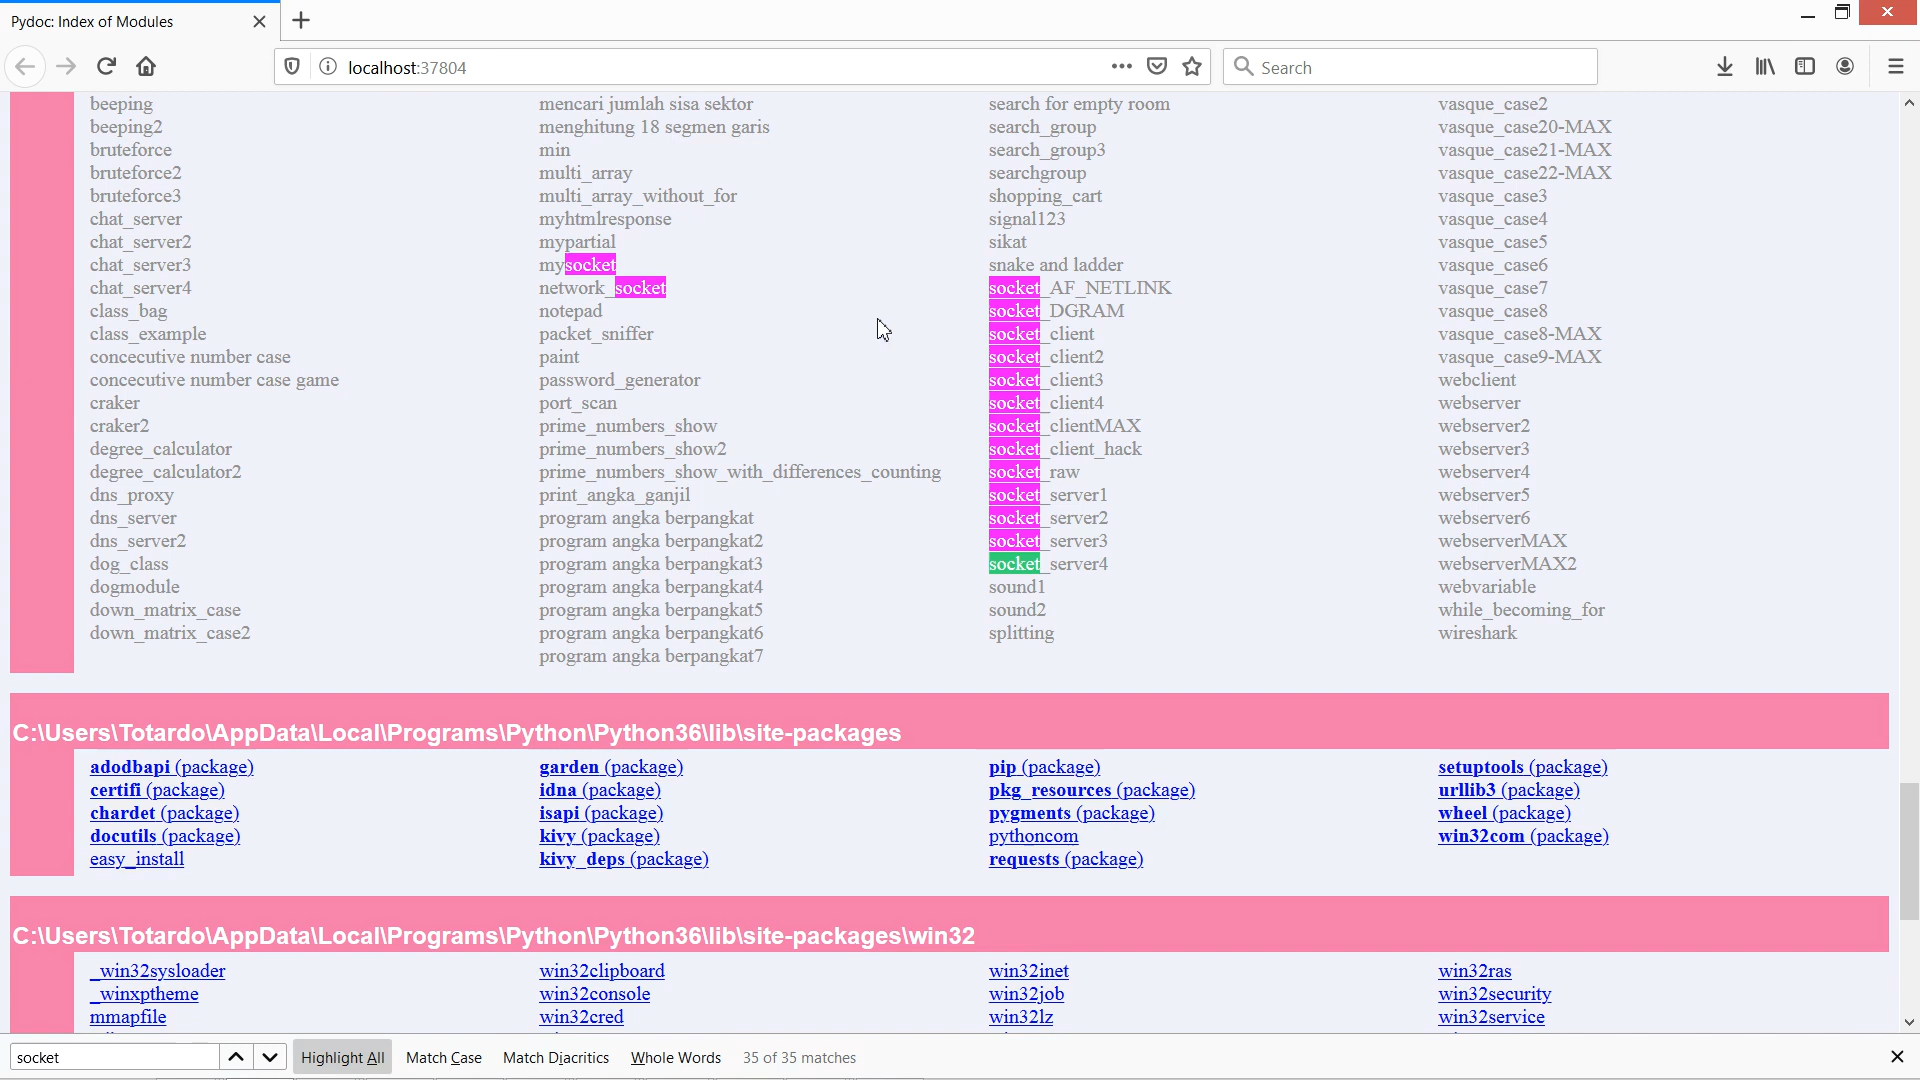 Pydoc: Index of Modules
localhost:37804
Search
beeping
beeping2
bruteforce
bruteforce2
bruteforce3
chat_server
chat_server2
chat_server3
chat_server4
class_bag
class_example
concecutive number case
concecutive number case game
craker
craker2
degree_calculator
degree_calculator2
dns_proxy
dns_server
dns_server2
dog_class
dogmodule
down_matrix_case
down_matrix_case2
mencari jumlah sisa sektor
menghitung 18 segmen garis
min
multi_array
multi_array_without_for
myhtmlresponse
mypartial
mysocket
network_socket
notepad
packet_sniffer
paint
password_generator
port_scan
prime_numbers_show
prime_numbers_show2
prime_numbers_show_with_differences_counting
print_angka_ganjil
program angka berpangkat
program angka berpangkat2
program angka berpangkat3
program angka berpangkat4
program angka berpangkat5
program angka berpangkat6
program angka berpangkat7
search for empty room
search_group
search_group3
searchgroup
shopping_cart
signal123
sikat
snake and ladder
socket_AF_NETLINK
socket_DGRAM
socket_client
socket_client2
socket_client3
socket_client4
socket_clientMAX
socket_client_hack
socket_raw
socket_server1
socket_server2
socket_server3
socket_server4
sound1
sound2
splitting
vasque_case2
vasque_case20-MAX
vasque_case21-MAX
vasque_case22-MAX
vasque_case3
vasque_case4
vasque_case5
vasque_case6
vasque_case7
vasque_case8
vasque_case8-MAX
vasque_case9-MAX
webclient
webserver
webserver2
webserver3
webserver4
webserver5
webserver6
webserverMAX
webserverMAX2
webvariable
while_becoming_for
wireshark
C:\Users\Totardo\AppData\Local\Programs\Python\Python36\lib\site-packages
adodbapi (package)
certifi (package)
chardet (package)
docutils (package)
easy_install
garden (package)
idna (package)
isapi (package)
kivy (package)
kivy_deps (package)
pip (package)
pkg_resources (package)
pygments (package)
pythoncom
requests (package)
setuptools (package)
urllib3 (package)
wheel (package)
win32com (package)
C:\Users\Totardo\AppData\Local\Programs\Python\Python36\lib\site-packages\win32
_win32sysloader
_winxptheme
mmapfile
win32clipboard
win32console
win32cred
win32inet
win32job
win32lz
win32ras
win32security
win32service
socket
Highlight All
Match Case
Match Diacritics
Whole Words
35 of 35 matches